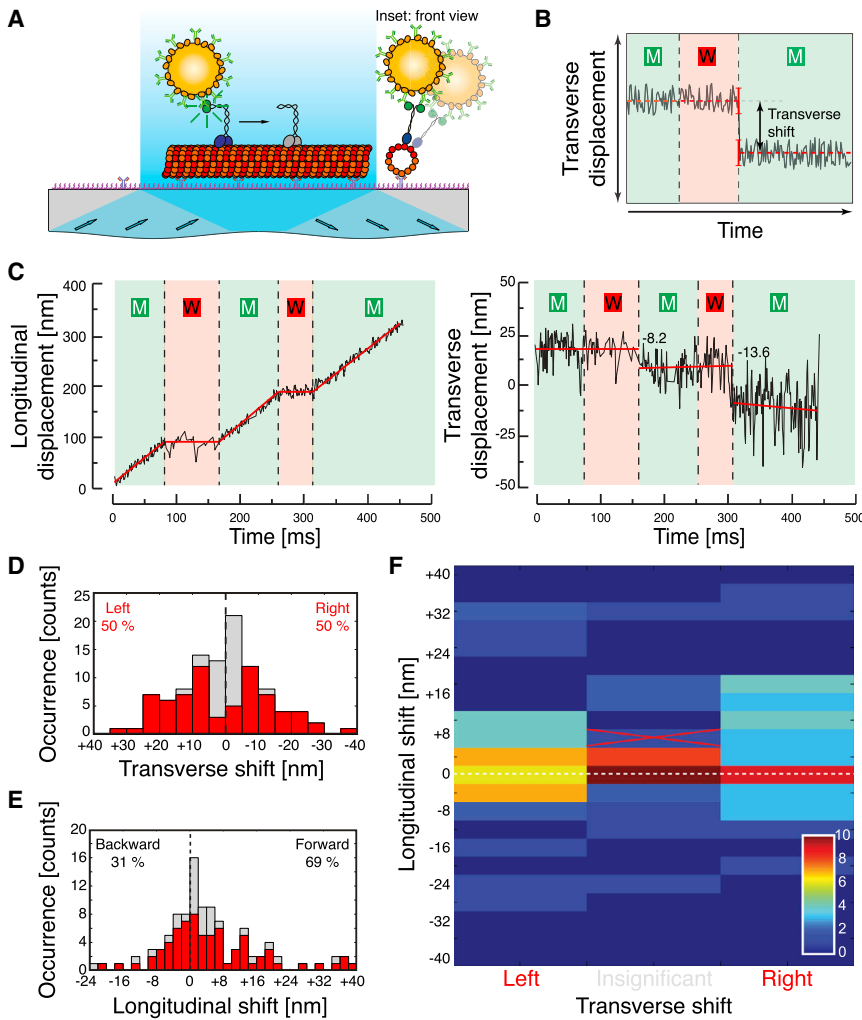 A
Inset: front view
B
M
W
M
Transverse displacement
Transverse shift
Time
C
M
W
M
W
M
Longitudinal displacement [nm]
400
300
200
100
0
0
100
200
300
400
500
Time [ms]
M
W
M
W
M
-8.2
-13.6
Transverse displacement [nm]
50
25
0
-25
-50
0
100
200
300
400
500
Time [ms]
D
Occurrence [counts]
25
20
15
10
5
0
Left
50 %
Right
50 %
+40
+30
+20
+10
0
-10
-20
-30
-40
Transverse shift [nm]
E
Occurrence [counts]
20
16
12
8
4
0
Backward
31 %
Forward
69 %
-24
-16
-8
0
+8
+16
+24
+32
+40
Longitudinal shift [nm]
F
Longitudinal shift [nm]
+40
+32
+24
+16
+8
0
-8
-16
-24
-32
-40
10
8
6
4
2
0
Left
Insignificant
Right
Transverse shift